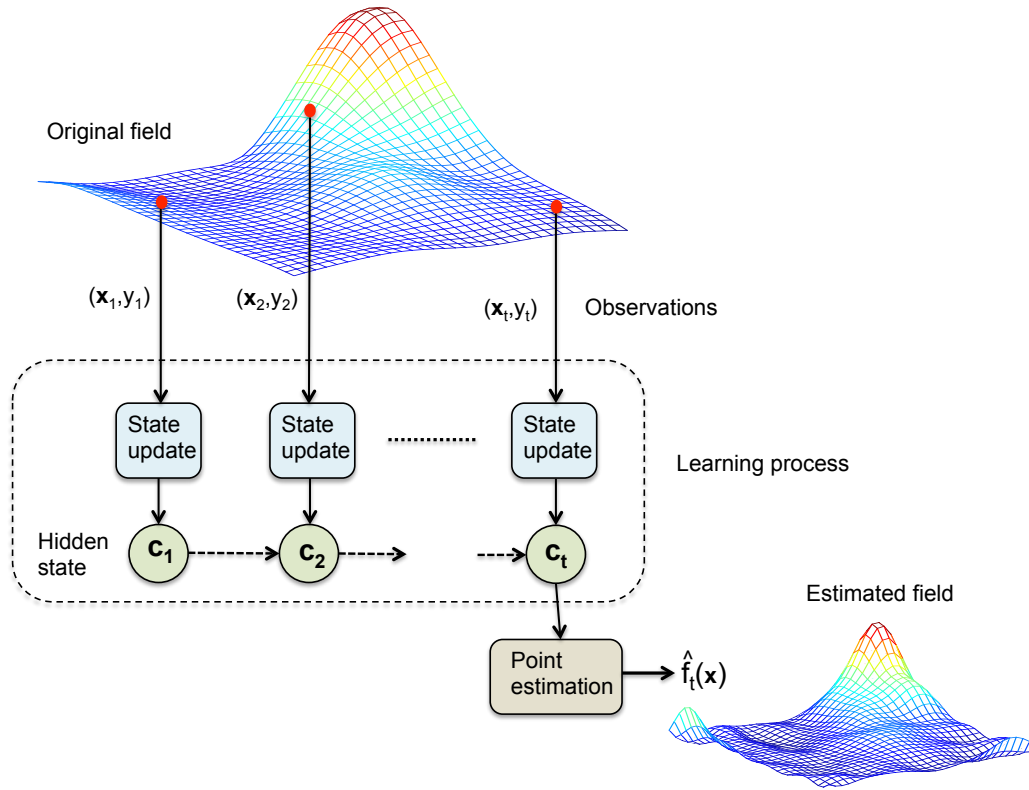 Original field
(x₁,y₁)
(x₂,y₂)
(xₜ,yₜ)
Observations
State
update
State
update
State
update
Learning process
Hidden
state
c₁
c₂
cₜ
Estimated field
Point
estimation
f̂ₜ(x)